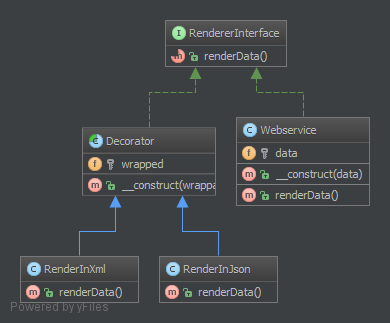 I RendererInterface
m renderData()
C Decorator
f wrapped
m __construct(wrappa
C Webservice
f data
m __construct(data)
m renderData()
C RenderInXml
m renderData()
C RenderInJson
m renderData()
Powered by yFiles